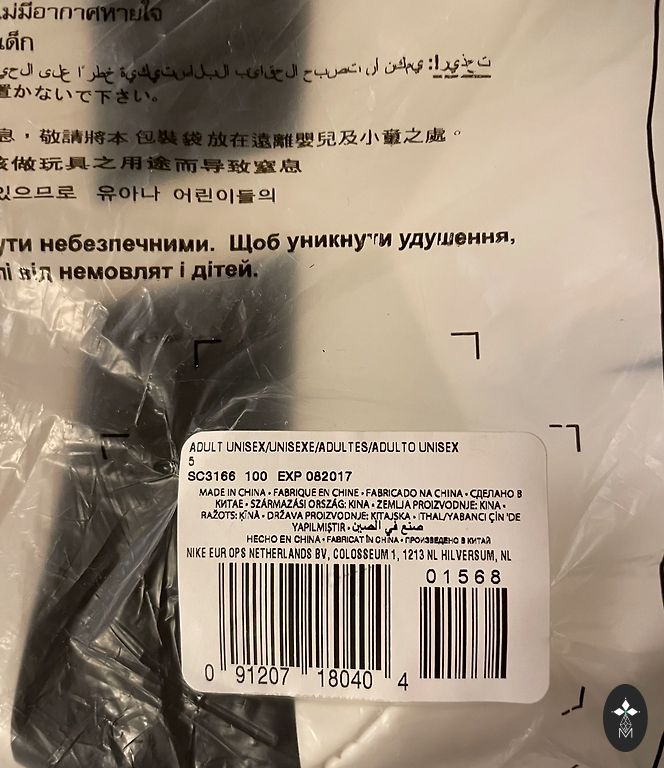 ไม่มีอากาศหายใจ
เด็ก
تحذير!: يمكن أن تصبح الحقايب البلاستيكية خطرًا على الحي
置かないで下さい。
息，敬請將本 包裝袋 放在遠離嬰兒及小童之處。
该做玩具之用途而导致窒息
있으므로 유아나 어린이들의
ути небезпечними. Щоб уникнути удушення,
лі від немовлят і дітей.
ADULT UNISEX/UNISEXE/ADULTES/ADULTO UNISEX
5
SC3166 100 EXP 082017
MADE IN CHINA • FABRIQUE EN CHINE • FABRICADO NA CHINA • СДЕЛАНО В
КИТАЕ • SZÁRMAZÁSI ORSZÁG: KINA • ZEMLJA PROIZVODNJE: KINA •
RAŽOTS: ĶĪNĀ • DRŽAVA PROIZVODNJE: KITAJSKA • ITHAL/YABANCI ÇİN 'DE
YAPILMIŞTIR • صنع في الصين
HECHO EN CHINA • FABRICAT ÎN CHINA • ПРОИЗВЕДЕНО В КИТАЙ
NIKE EUR OPS NETHERLANDS BV, COLOSSEUM 1, 1213 NL HILVERSUM, NL
01568
0 91207 18040 4